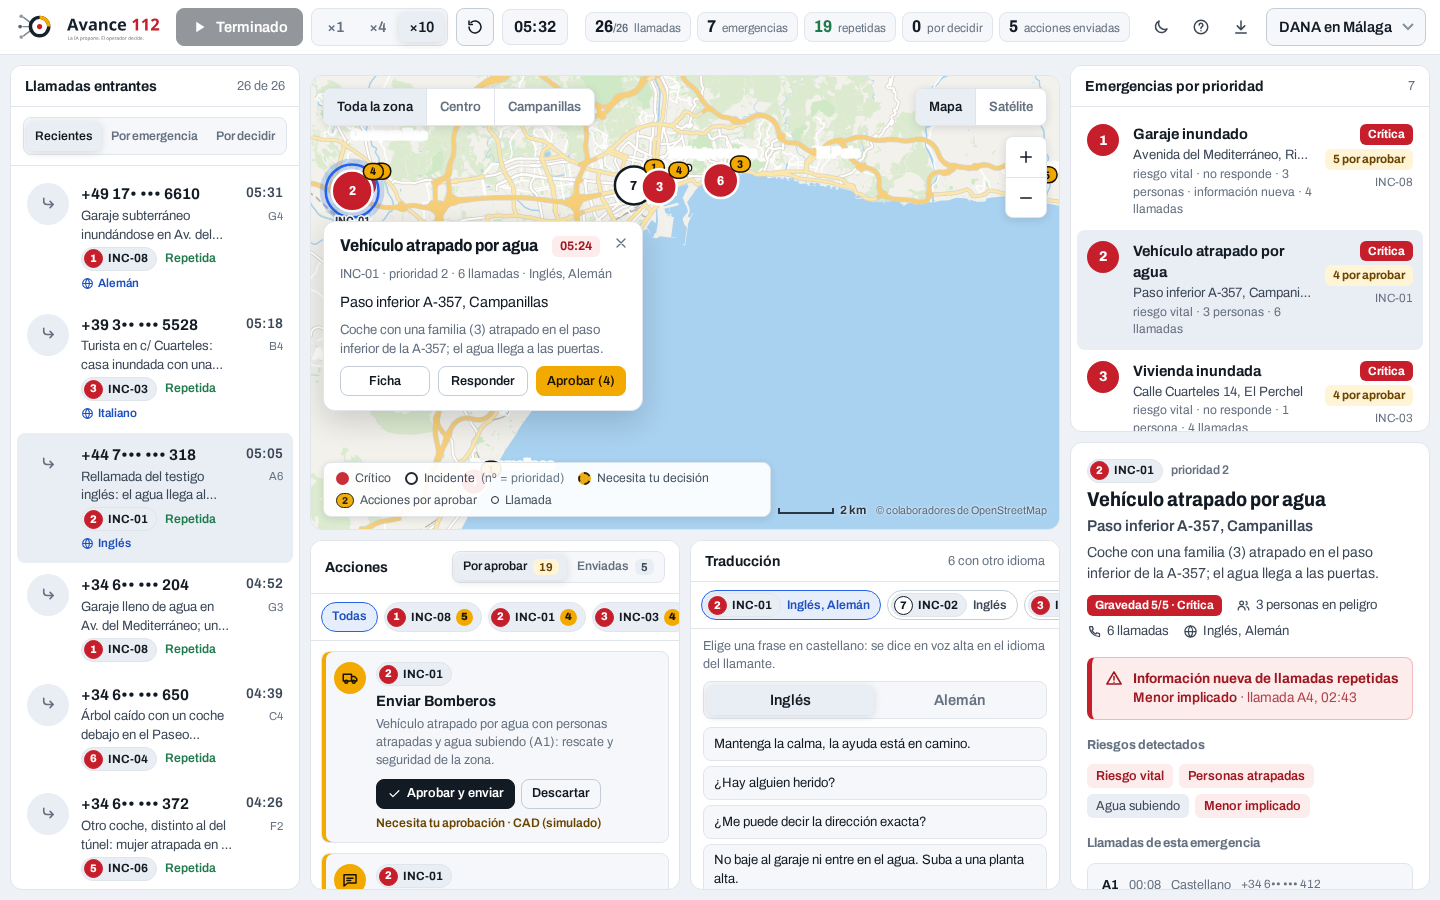 Avance 112
La IA propone. El operador decide.
Terminado
×1 ×4 ×10
05:32
26/26 llamadas
7 emergencias
19 repetidas
0 por decidir
5 acciones enviadas
DANA en Málaga
Llamadas entrantes
26 de 26
Recientes Por emergencia Por decidir
+49 17• ••• 6610 05:31
Garaje subterráneo G4
inundándose en Av. del...
1 INC-08 Repetida
Alemán
+39 3•• ••• 5528 05:18
Turista en c/ Cuarteles: B4
casa inundada con una...
3 INC-03 Repetida
Italiano
+44 7••• ••• 318 05:05
Rellamada del testigo A6
inglés: el agua llega al...
2 INC-01 Repetida
Inglés
+34 6•• ••• 204 04:52
Garaje lleno de agua en G3
Av. del Mediterráneo; un...
1 INC-08 Repetida
+34 6•• ••• 650 04:39
Árbol caído con un coche C4
debajo en el Paseo...
6 INC-04 Repetida
+34 6•• ••• 372 04:26
Otro coche, distinto al del F2
túnel: mujer atrapada en ...
5 INC-06 Repetida
Toda la zona Centro Campanillas
Mapa Satélite
+
−
2 4
INC-01
7 1 3 4 6 3
5
Vehículo atrapado por agua 05:24
INC-01 · prioridad 2 · 6 llamadas · Inglés, Alemán
Paso inferior A-357, Campanillas
Coche con una familia (3) atrapado en el paso
inferior de la A-357; el agua llega a las puertas.
Ficha Responder Aprobar (4)
Crítico Incidente (nº = prioridad) Necesita tu decisión
2 Acciones por aprobar Llamada
2 km © colaboradores de OpenStreetMap
Acciones
Por aprobar 19 Enviadas 5
Todas 1 INC-08 5 2 INC-01 4 3 INC-03 4
2 INC-01
Enviar Bomberos
Vehículo atrapado por agua con personas
atrapadas y agua subiendo (A1): rescate y
seguridad de la zona.
Aprobar y enviar Descartar
Necesita tu aprobación · CAD (simulado)
2 INC-01
Traducción
6 con otro idioma
2 INC-01 Inglés, Alemán 7 INC-02 Inglés 3
Elige una frase en castellano: se dice en voz alta en el idioma
del llamante.
Inglés Alemán
Mantenga la calma, la ayuda está en camino.
¿Hay alguien herido?
¿Me puede decir la dirección exacta?
No baje al garaje ni entre en el agua. Suba a una planta
alta.
Emergencias por prioridad 7
1 Garaje inundado Crítica
Avenida del Mediterráneo, Ri... 5 por aprobar
riesgo vital · no responde · 3 INC-08
personas · información nueva · 4
llamadas
2 Vehículo atrapado por Crítica
agua 4 por aprobar
Paso inferior A-357, Campani... INC-01
riesgo vital · 3 personas · 6
llamadas
3 Vivienda inundada Crítica
Calle Cuarteles 14, El Perchel 4 por aprobar
riesgo vital · no responde · 1 INC-03
persona · 4 llamadas
2 INC-01 prioridad 2
Vehículo atrapado por agua
Paso inferior A-357, Campanillas
Coche con una familia (3) atrapado en el paso
inferior de la A-357; el agua llega a las puertas.
Gravedad 5/5 · Crítica 3 personas en peligro
6 llamadas Inglés, Alemán
Información nueva de llamadas repetidas
Menor implicado · llamada A4, 02:43
Riesgos detectados
Riesgo vital Personas atrapadas
Agua subiendo Menor implicado
Llamadas de esta emergencia
A1 00:08 Castellano +34 6•• ••• 412